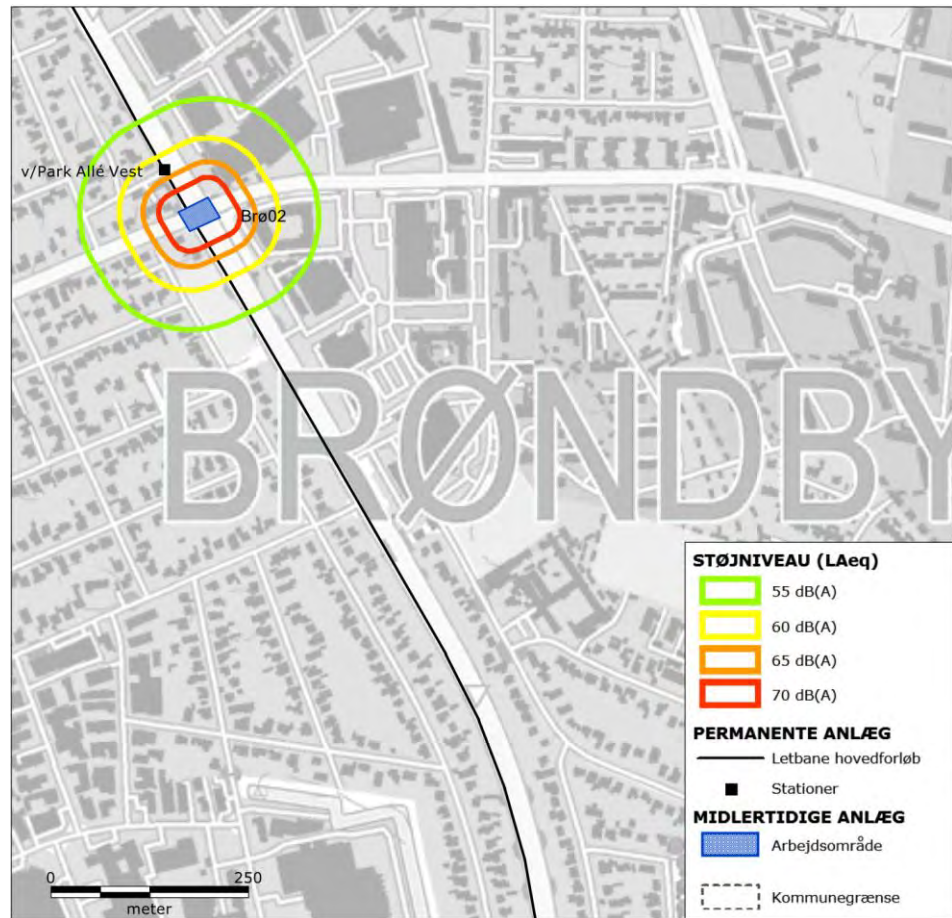 v/Park Allé Vest
Brø02
BRØNDBY
STØJNIVEAU (LAeq)
55 dB(A)
60 dB(A)
65 dB(A)
70 dB(A)
PERMANENTE ANLÆG
Letbane hovedforløb
Stationer
MIDLERTIDIGE ANLÆG
Arbejdsområde
Kommunegrænse
0 250
meter